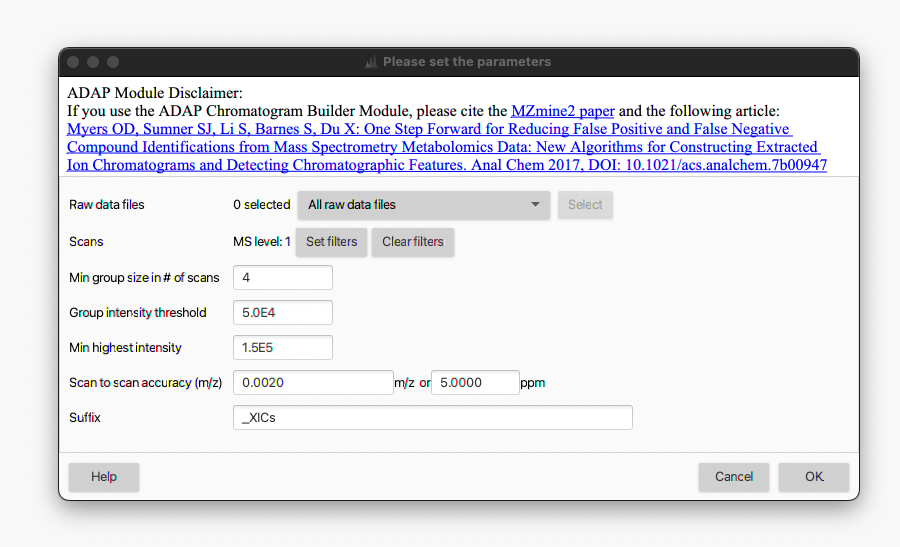 Please set the parameters
ADAP Module Disclaimer:
If you use the ADAP Chromatogram Builder Module, please cite the MZmine2 paper and the following article:
Myers OD, Sumner SJ, Li S, Barnes S, Du X: One Step Forward for Reducing False Positive and False Negative
Compound Identifications from Mass Spectrometry Metabolomics Data: New Algorithms for Constructing Extracted
Ion Chromatograms and Detecting Chromatographic Features. Anal Chem 2017, DOI: 10.1021/acs.analchem.7b00947
Raw data files 0 selected All raw data files Select
Scans MS level: 1 Set filters Clear filters
Min group size in # of scans 4
Group intensity threshold 5.0E4
Min highest intensity 1.5E5
Scan to scan accuracy (m/z) 0.0020 m/z or 5.0000 ppm
Suffix _XICs
Help Cancel OK